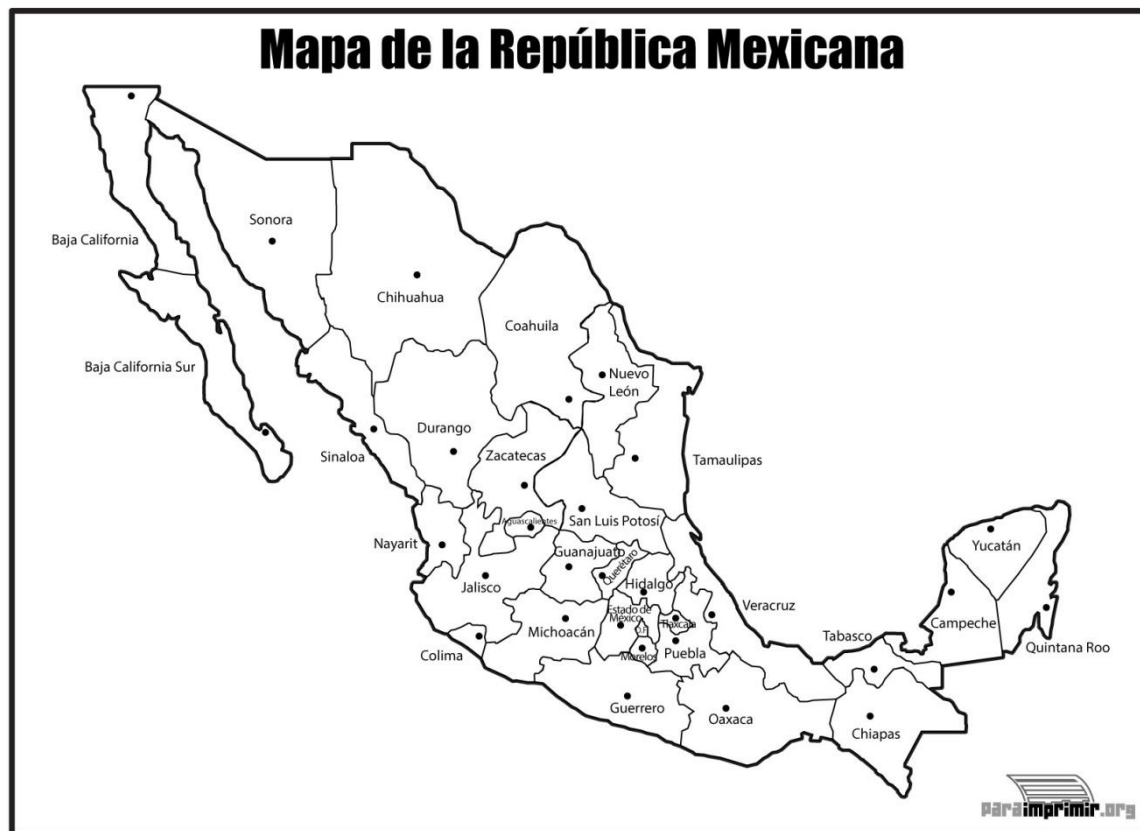 Mapa de la República Mexicana
Sonora
Baja California
Chihuahua
Coahuila
Baja California Sur
Nuevo
León
Durango
Sinaloa
Zacatecas
Tamaulipas
Aguascalientes
San Luis Potosí
Nayarit
Guanajuato
Querétaro
Yucatán
Jalisco
Hidalgo
Estado de
México
Veracruz
D.F.
Tlaxcala
Michoacán
Campeche
Colima
Morelos
Puebla
Tabasco
Quintana Roo
Guerrero
Oaxaca
Chiapas
paraimprimir.org